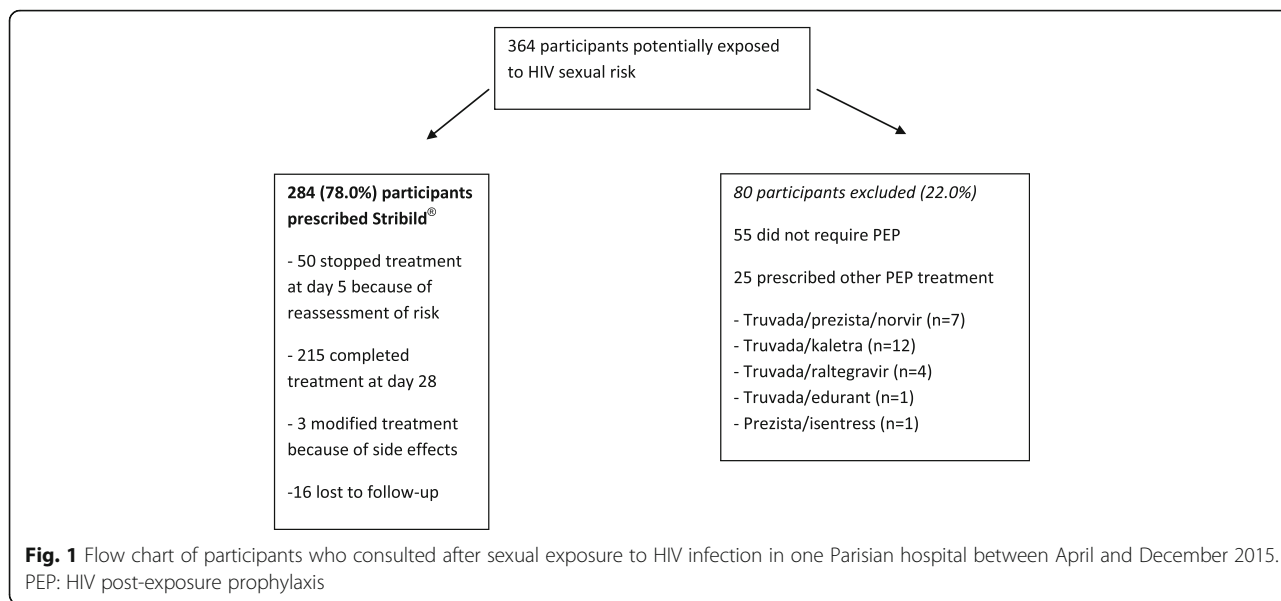 364 participants potentially exposed
to HIV sexual risk
284 (78.0%) participants
prescribed Stribild®
- 50 stopped treatment
at day 5 because of
reassessment of risk
- 215 completed
treatment at day 28
- 3 modified treatment
because of side effects
-16 lost to follow-up
80 participants excluded (22.0%)
55 did not require PEP
25 prescribed other PEP treatment
- Truvada/prezista/norvir (n=7)
- Truvada/kaletra (n=12)
- Truvada/raltegravir (n=4)
- Truvada/edurant (n=1)
- Prezista/isentress (n=1)
Fig. 1 Flow chart of participants who consulted after sexual exposure to HIV infection in one Parisian hospital between April and December 2015.
PEP: HIV post-exposure prophylaxis